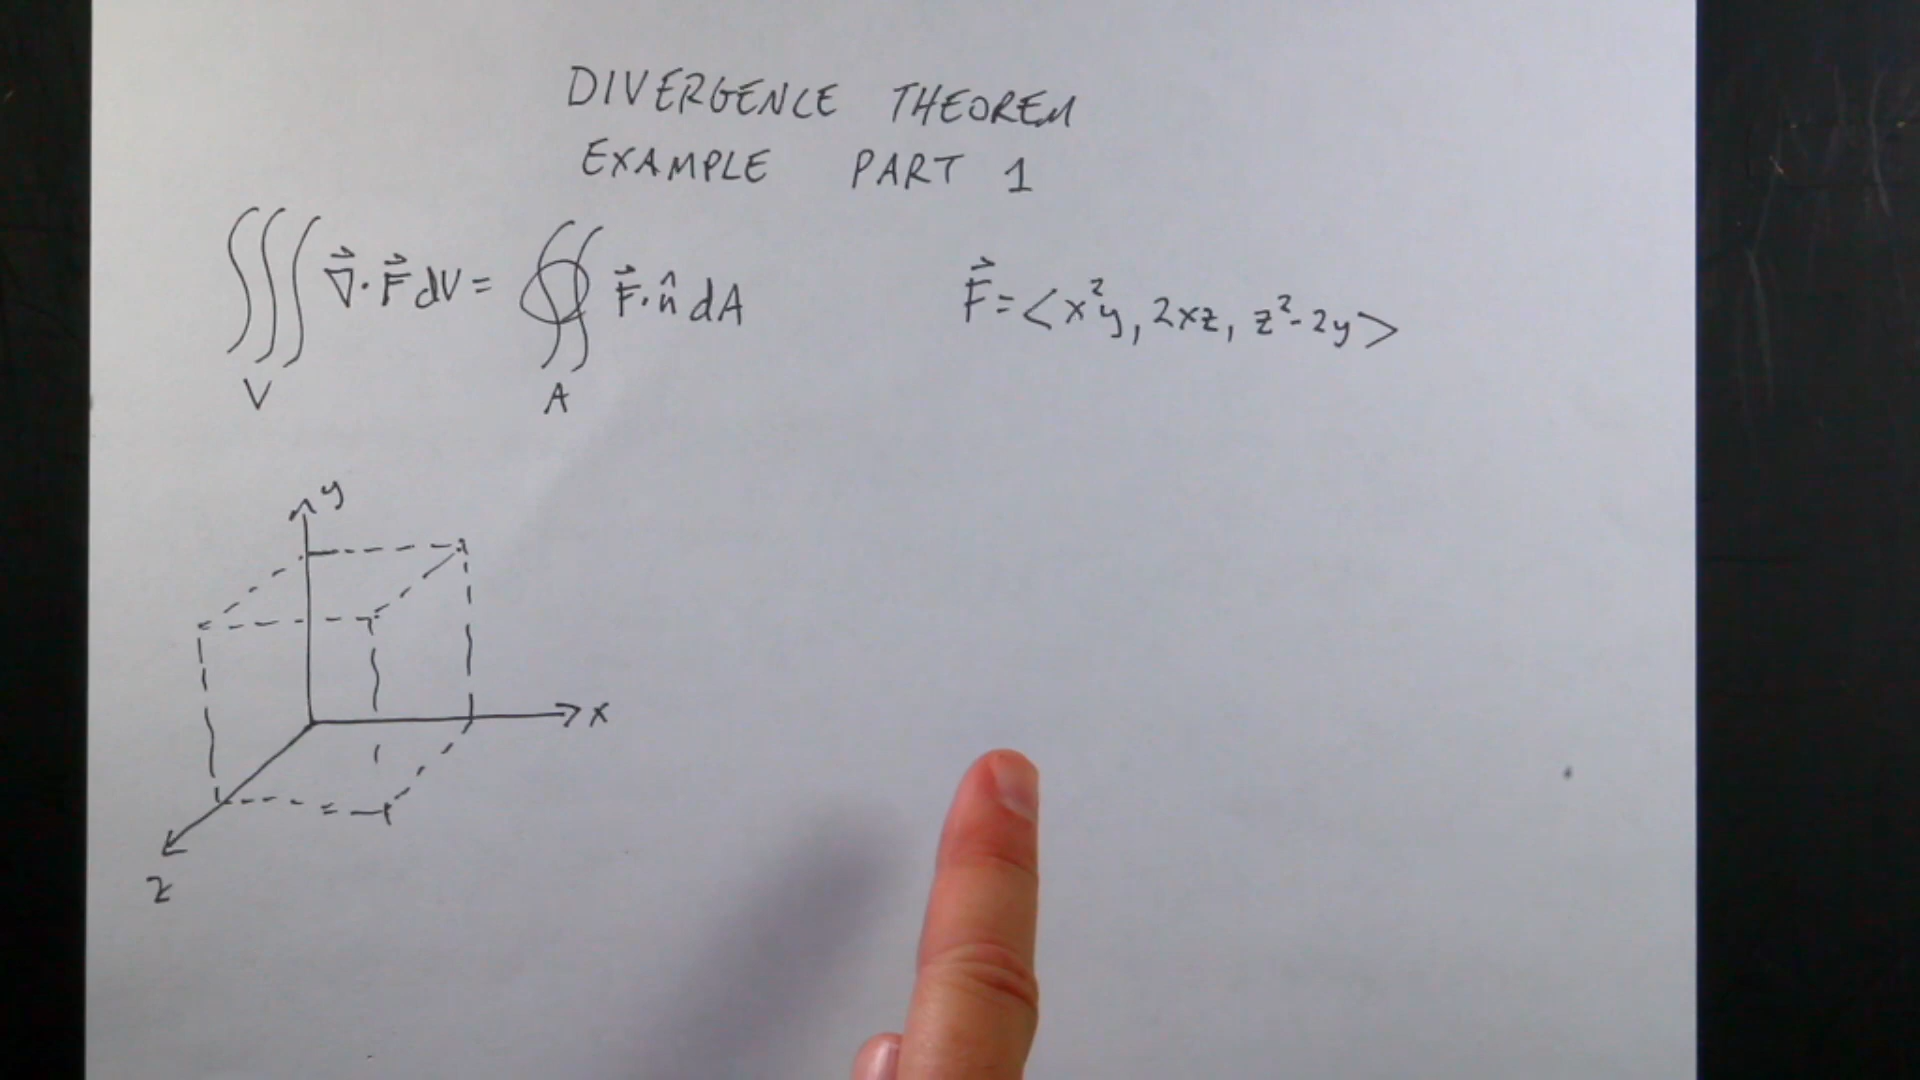 DIVERGENCE THEOREM
EXAMPLE PART 1
∭ ∇⃗·F⃗ dV = ∯ F⃗·n̂ dA
V A
F⃗ = <x²y, 2xz, z²-2y>
y
x
z